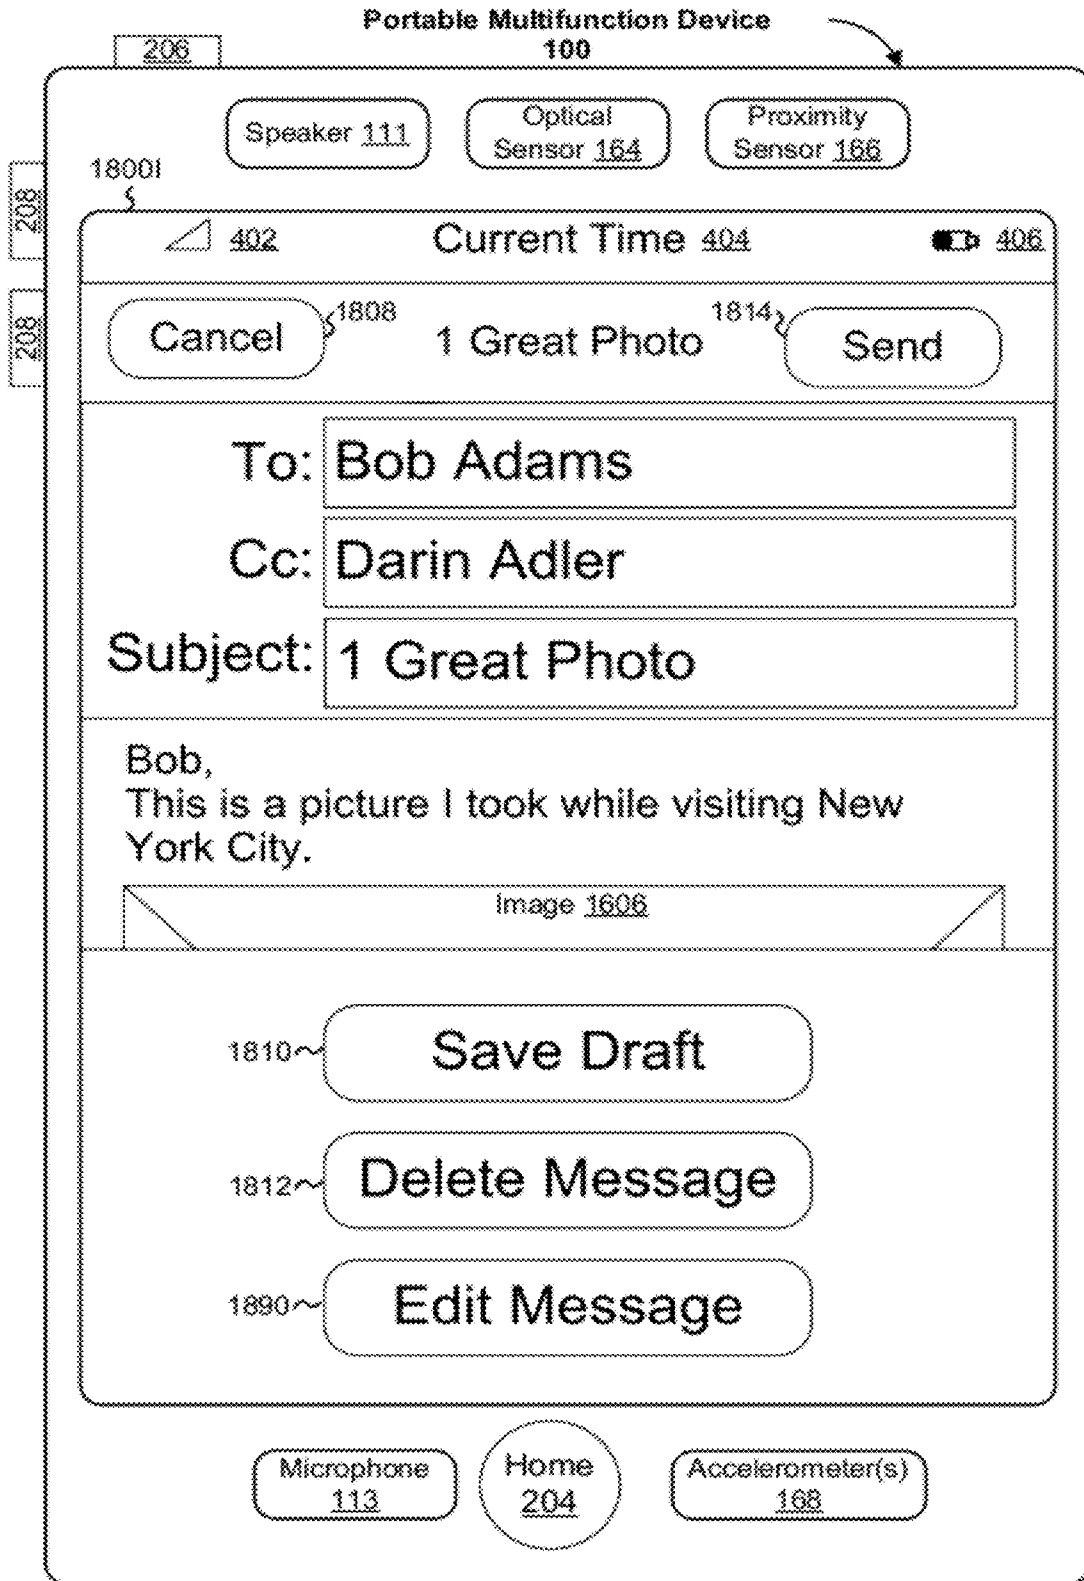 Portable Multifunction Device
100
206
Speaker 111
Optical
Sensor 164
Proximity
Sensor 166
1800I
208
208
402
Current Time 404
406
Cancel
1808
1 Great Photo
1814
Send
To: Bob Adams
Cc: Darin Adler
Subject: 1 Great Photo
Bob,
This is a picture I took while visiting New
York City.
Image 1606
1810
Save Draft
1812
Delete Message
1890
Edit Message
Microphone
113
Home
204
Accelerometer(s)
168